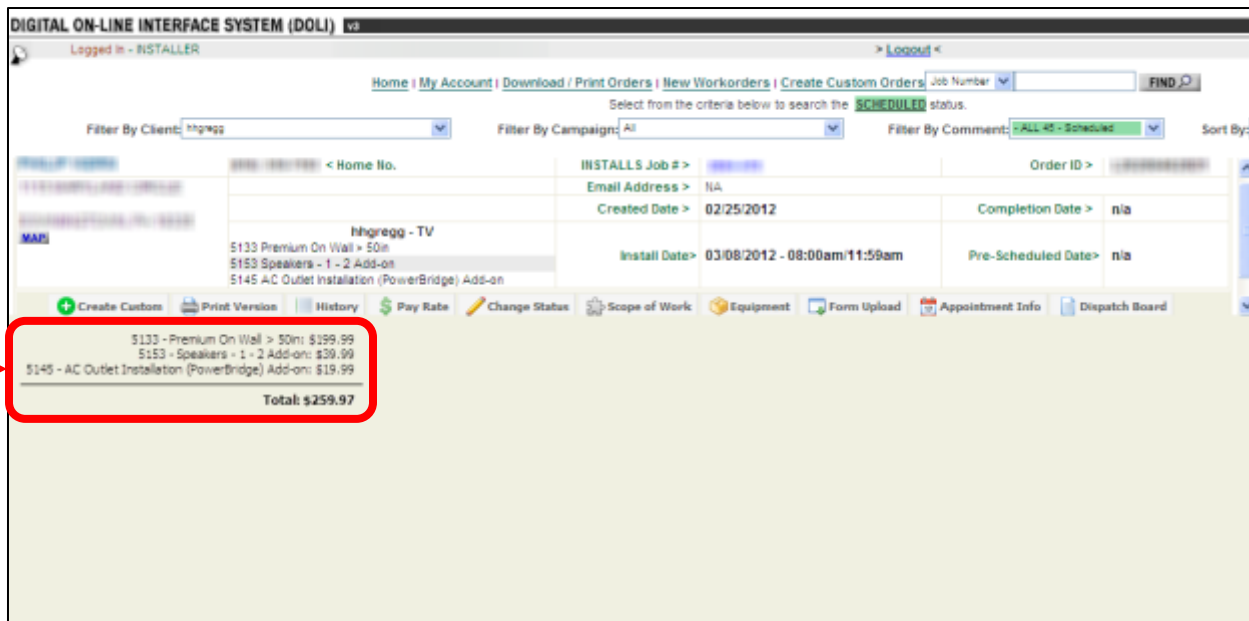 DIGITAL ON-LINE INTERFACE SYSTEM (DOLI) v3
Logged In - INSTALLER > Logout <
Home | My Account | Download / Print Orders | New Workorders | Create Custom Orders Job Number FIND
Select from the criteria below to search the SCHEDULED status.
Filter By Client: hhgregg Filter By Campaign: All Filter By Comment: - ALL 45 - Scheduled Sort By:
< Home No. INSTALLS Job # > Order ID >
Email Address > NA
Created Date > 02/25/2012 Completion Date > n/a
MAP!
hhgregg - TV
5133 Premium On Wall > 50in
5153 Speakers - 1 - 2 Add-on
5145 AC Outlet Installation (PowerBridge) Add-on
Install Date> 03/08/2012 - 08:00am/11:59am Pre-Scheduled Date> n/a
Create Custom Print Version History Pay Rate Change Status Scope of Work Equipment Form Upload Appointment Info Dispatch Board
5133 - Premium On Wall > 50in: $199.99
5153 - Speakers - 1 - 2 Add-on: $39.99
5145 - AC Outlet Installation (PowerBridge) Add-on: $19.99
Total: $259.97